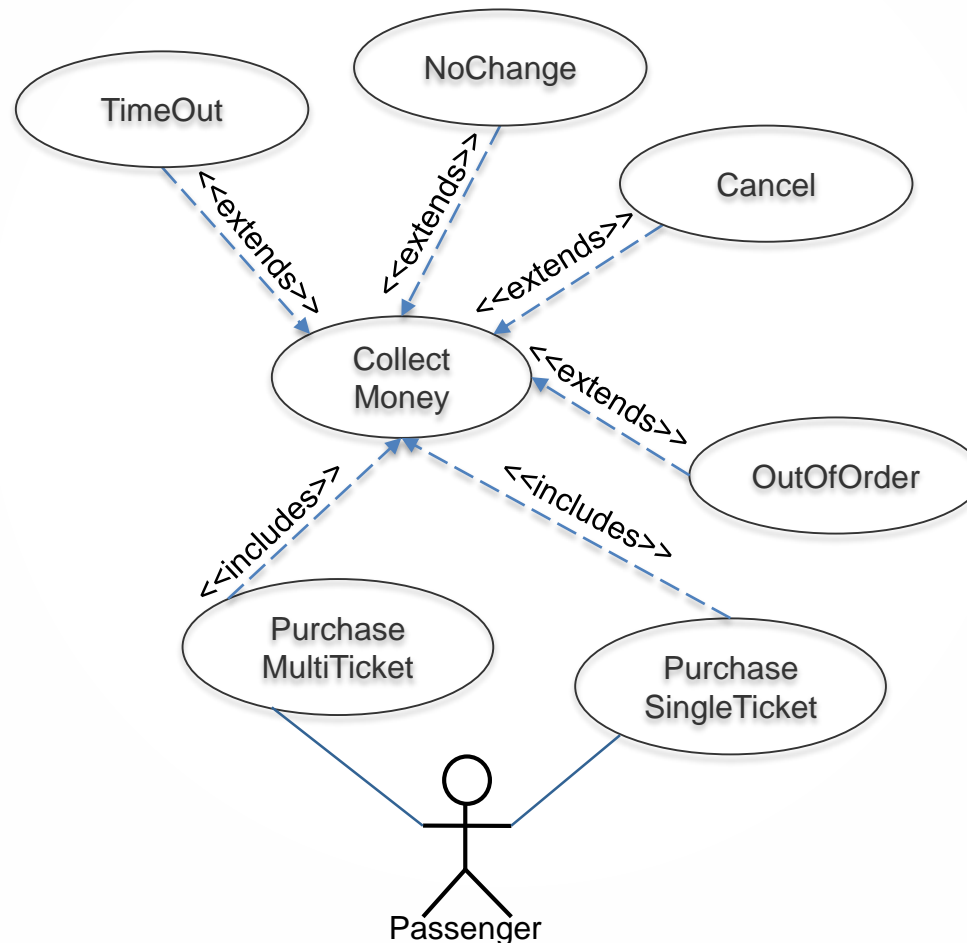 NoChange
TimeOut
<<extends>>
<<extends>>
Cancel
<<extends>>
Collect
Money
<<extends>>
OutOfOrder
<<includes>>
<<includes>>
Purchase
MultiTicket
Purchase
SingleTicket
Passenger